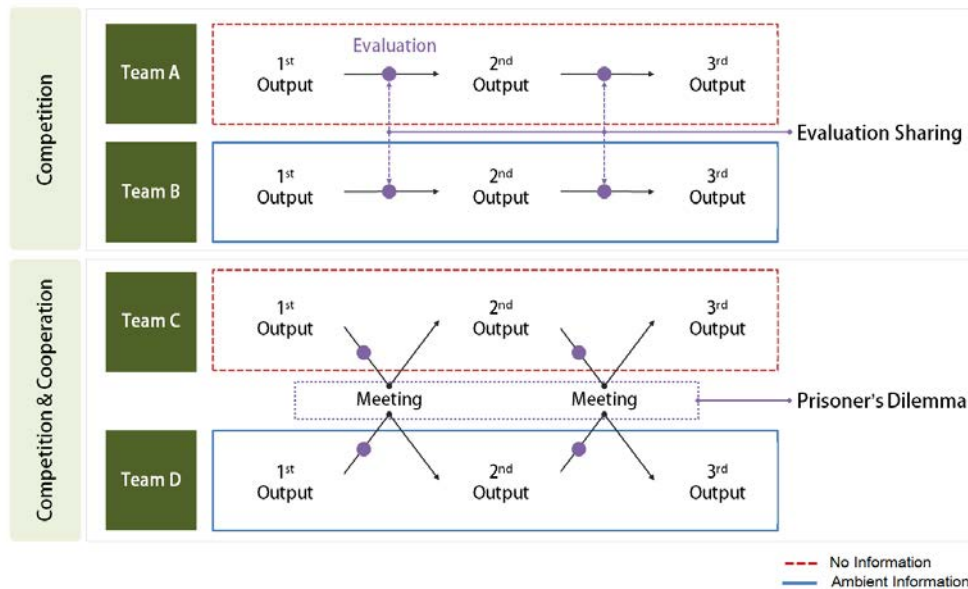 Competition
Team A
Evaluation
1st
Output
2nd
Output
3rd
Output
Evaluation Sharing
Team B
1st
Output
2nd
Output
3rd
Output
Competition & Cooperation
Team C
1st
Output
2nd
Output
3rd
Output
Meeting
Meeting
Prisoner's Dilemma
Team D
1st
Output
2nd
Output
3rd
Output
No Information
Ambient Information